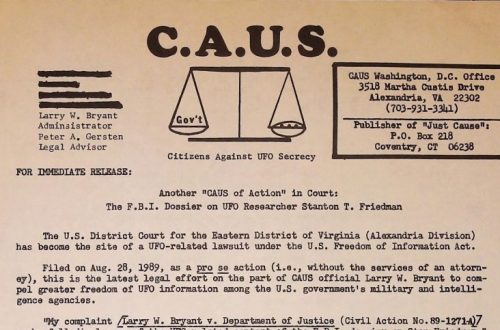 C.A.U.S.
Larry W. Bryant
Administrator
Peter A. Gersten
Legal Advisor
Gov't
Citizens Against UFO Secrecy
CAUS Washington, D.C. Office
3518 Martha Custis Drive
Alexandria, VA 22302
(703-931-3341)
Publisher of "Just Cause":
P.O. Box 218
Coventry, CT 06238
FOR IMMEDIATE RELEASE:
Another "CAUS of Action" in Court:
The F.B.I. Dossier on UFO Researcher Stanton T. Friedman
The U.S. District Court for the Eastern District of Virginia (Alexandria Division)
has become the site of a UFO-related lawsuit under the U.S. Freedom of Information Act.
Filed on Aug. 28, 1989, as a pro se action (i.e., without the services of an attorn-
ey), this is the latest legal effort on the part of CAUS official Larry W. Bryant to com-
pel greater freedom of UFO information among the U.S. government's military and intelli-
gence agencies.
"My complaint /Larry W. Bryant v. Department of Justice (Civil Action No.89-1271-A)/